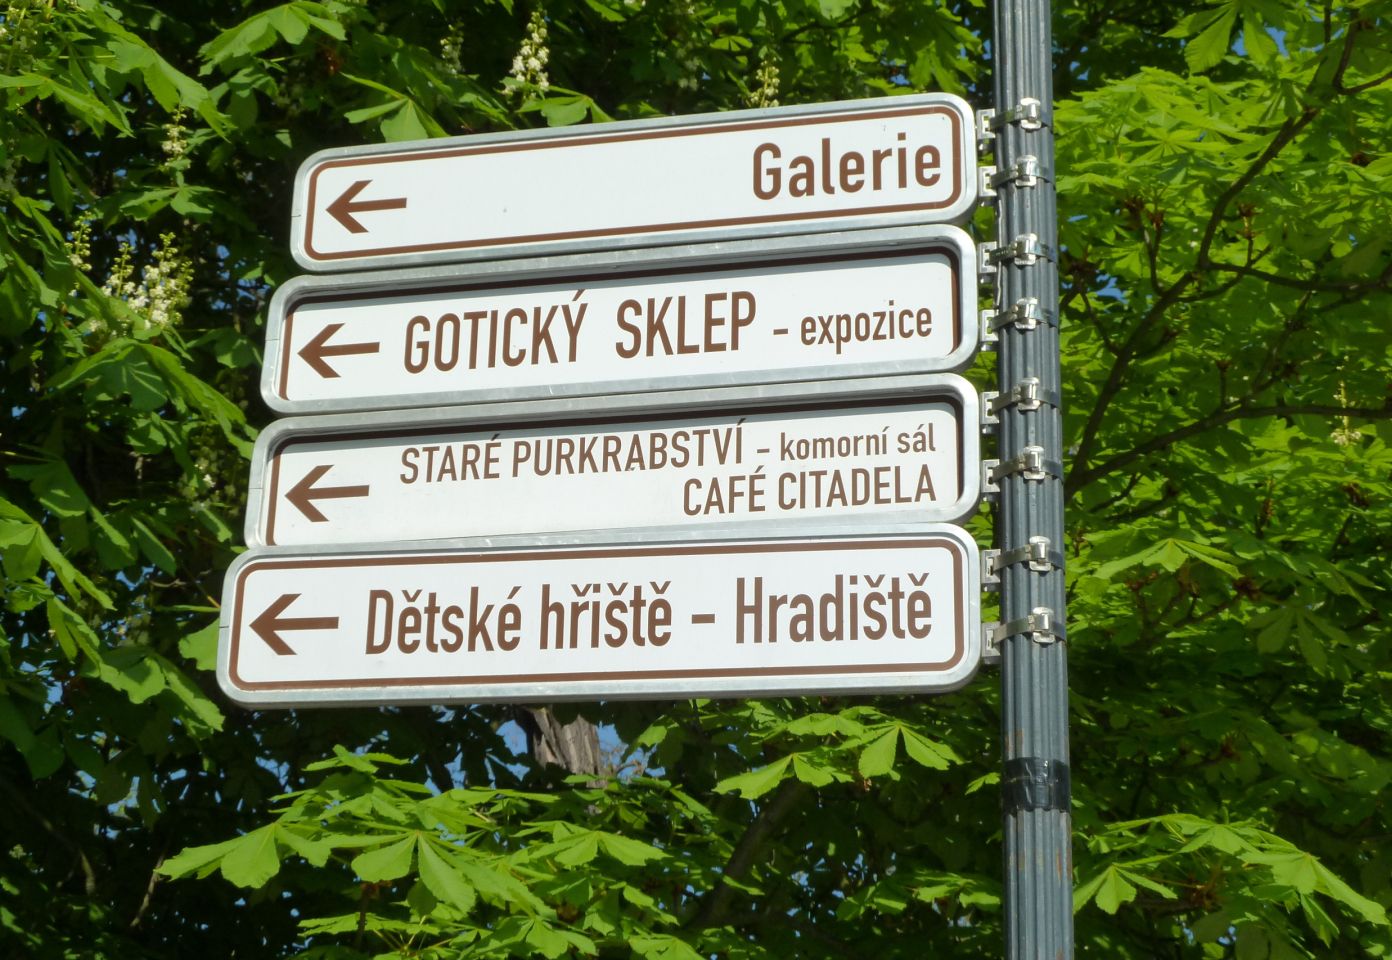 Galerie
GOTICKÝ SKLEP - expozice
STARÉ PURKRABSTVÍ - komorní sál
CAFÉ CITADELA
Dětské hřiště - Hradiště